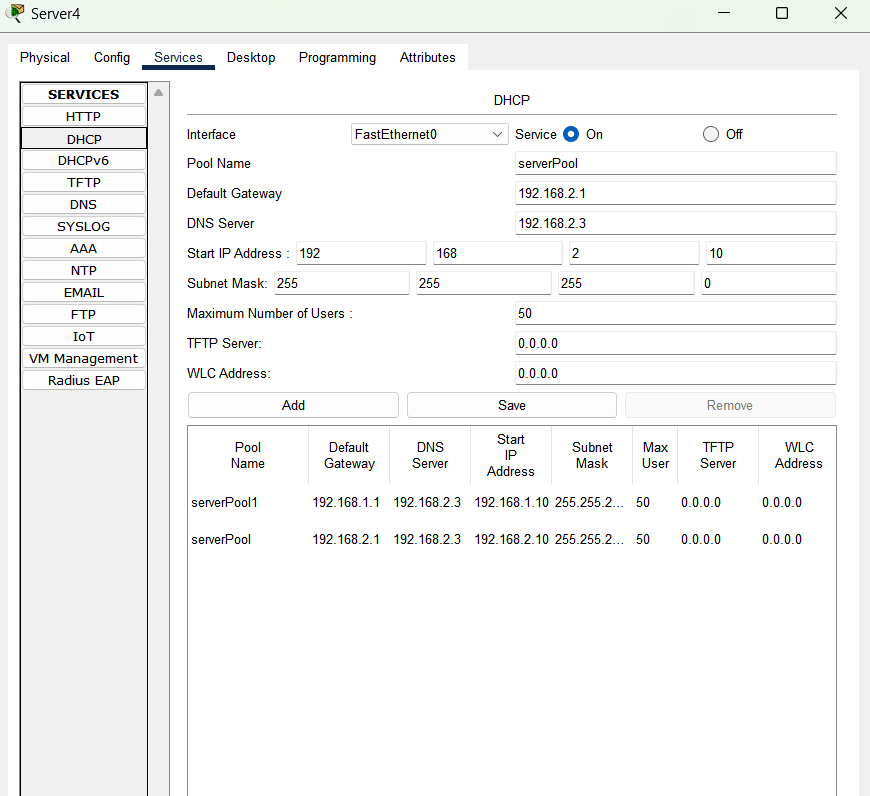 Server4
Physical Config Services Desktop Programming Attributes
SERVICES
HTTP
DHCP
DHCPv6
TFTP
DNS
SYSLOG
AAA
NTP
EMAIL
FTP
IoT
VM Management
Radius EAP
DHCP
Interface FastEthernet0 Service On Off
Pool Name serverPool
Default Gateway 192.168.2.1
DNS Server 192.168.2.3
Start IP Address : 192 168 2 10
Subnet Mask: 255 255 255 0
Maximum Number of Users : 50
TFTP Server: 0.0.0.0
WLC Address: 0.0.0.0
Add Save Remove
Pool Name Default Gateway DNS Server Start IP Address Subnet Mask Max User TFTP Server WLC Address
serverPool1 192.168.1.1 192.168.2.3 192.168.1.10 255.255.2... 50 0.0.0.0 0.0.0.0
serverPool 192.168.2.1 192.168.2.3 192.168.2.10 255.255.2... 50 0.0.0.0 0.0.0.0